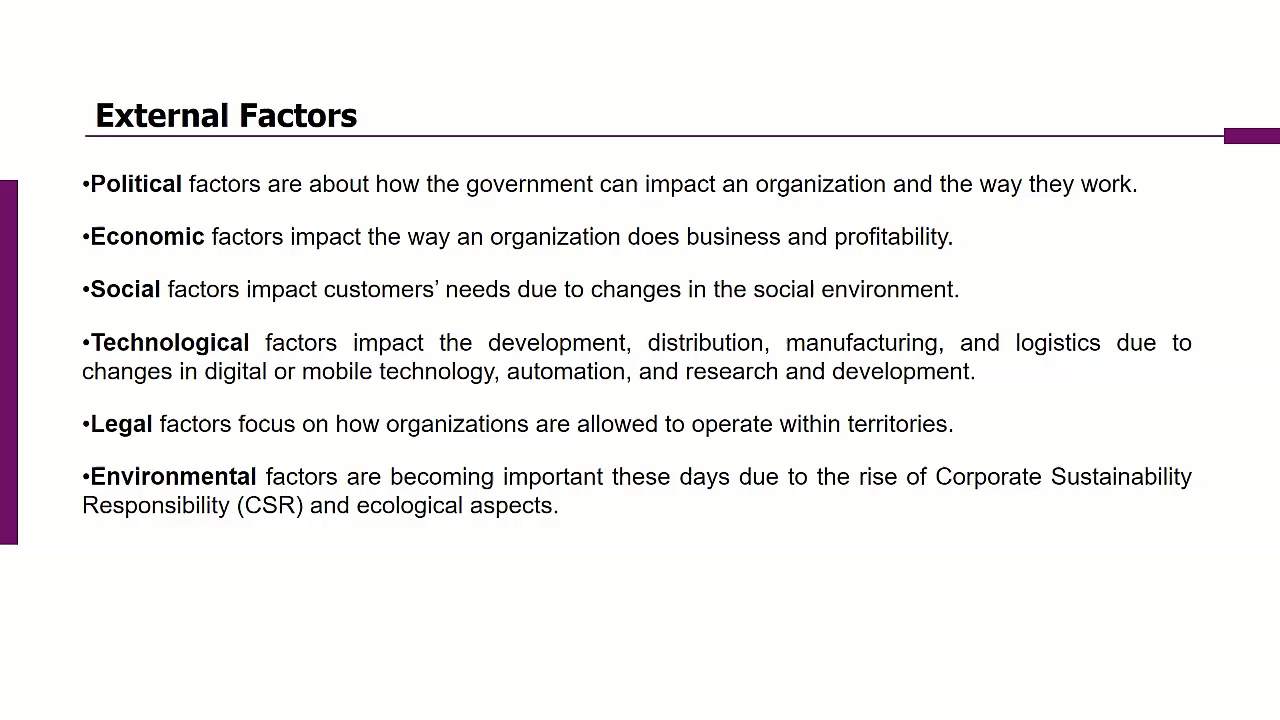 External Factors
•Political factors are about how the government can impact an organization and the way they work.
•Economic factors impact the way an organization does business and profitability.
•Social factors impact customers’ needs due to changes in the social environment.
•Technological factors impact the development, distribution, manufacturing, and logistics due to
changes in digital or mobile technology, automation, and research and development.
•Legal factors focus on how organizations are allowed to operate within territories.
•Environmental factors are becoming important these days due to the rise of Corporate Sustainability
Responsibility (CSR) and ecological aspects.